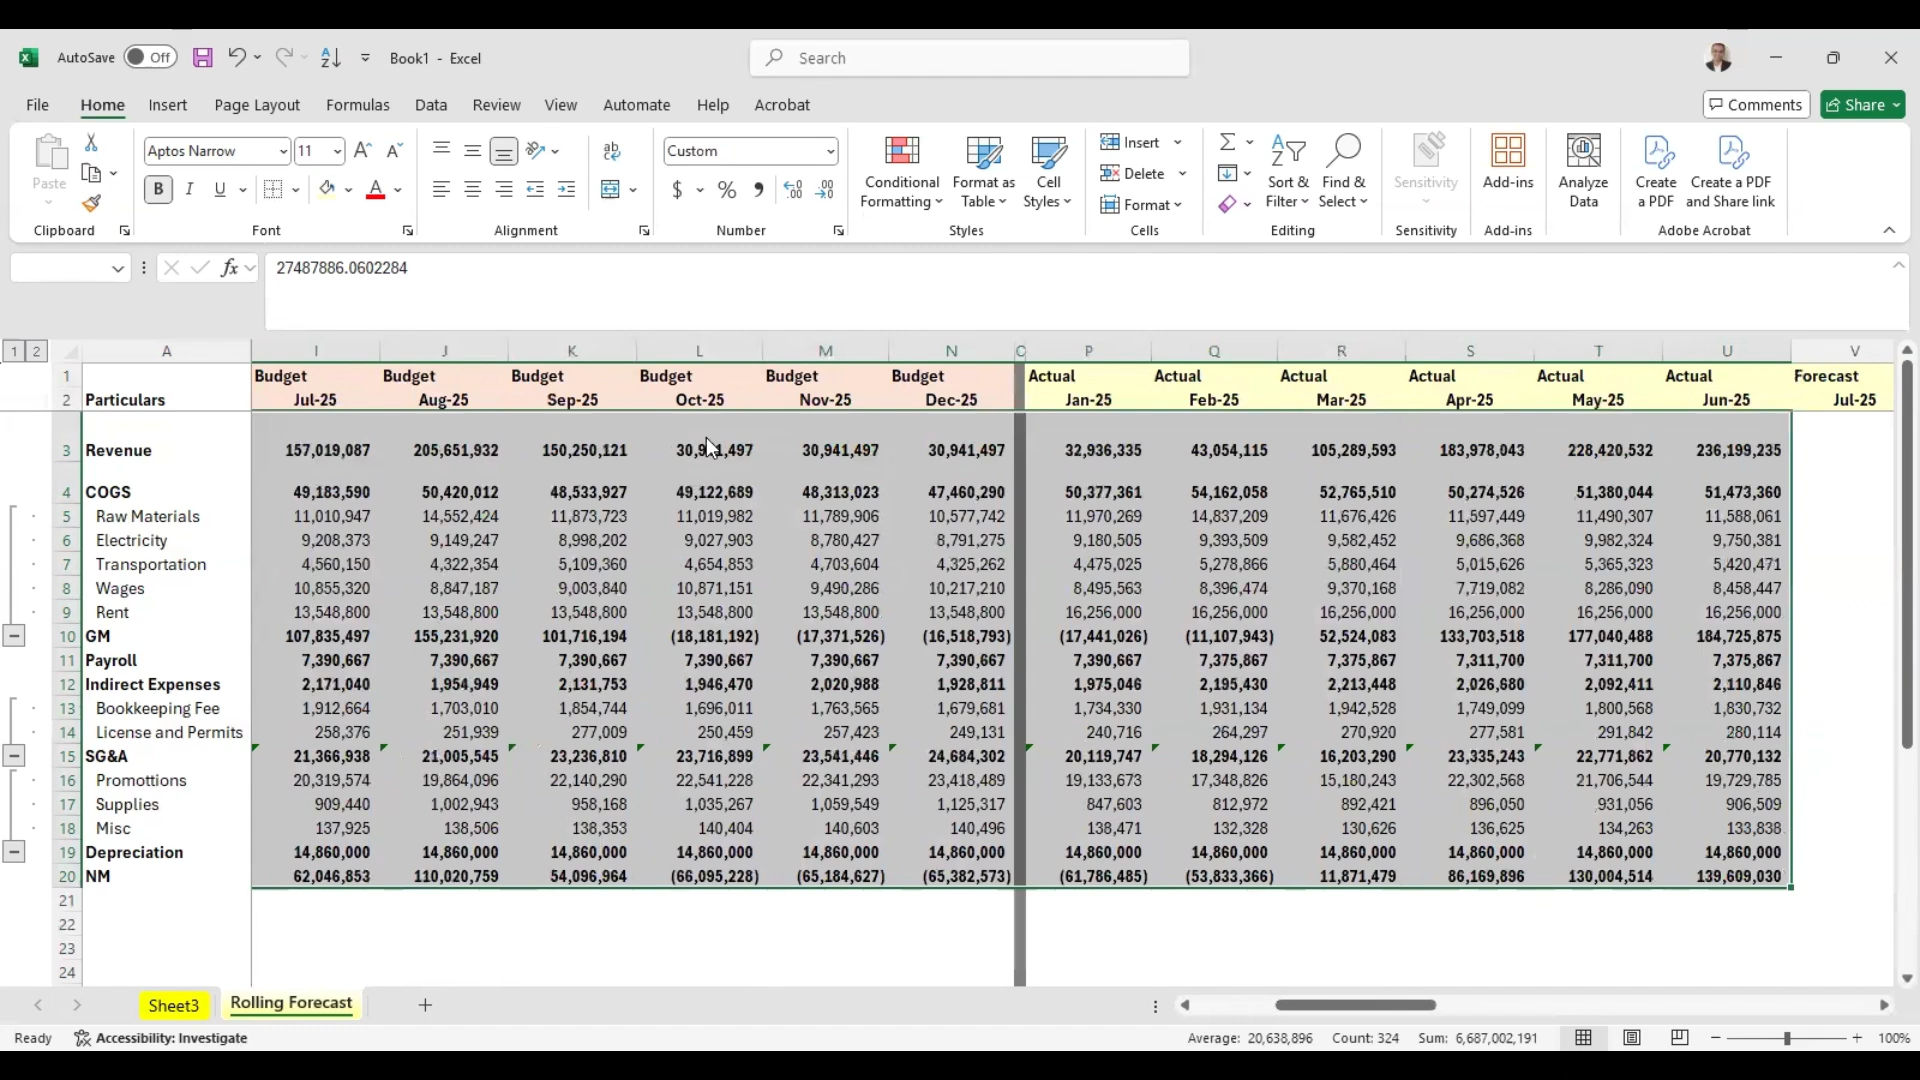 AutoSave Off Book1 - Excel Search
File Home Insert Page Layout Formulas Data Review View Automate Help Acrobat Comments Share
Paste Aptos Narrow 11 Custom Conditional Formatting Format as Table Cell Styles Insert Delete Format Sort & Filter Find & Select Sensitivity Add-ins Analyze Data Create a PDF Create a PDF and Share link
Clipboard Font Alignment Number Styles Cells Editing Sensitivity Add-ins Adobe Acrobat
fx 27487886.0602284
1 2 A I J K L M N P Q R S T U V
1 Budget Budget Budget Budget Budget Budget Actual Actual Actual Actual Actual Actual Forecast
2 Particulars Jul-25 Aug-25 Sep-25 Oct-25 Nov-25 Dec-25 Jan-25 Feb-25 Mar-25 Apr-25 May-25 Jun-25 Jul-25
3 Revenue 157,019,087 205,651,932 150,250,121 30,941,497 30,941,497 30,941,497 32,936,335 43,054,115 105,289,593 183,978,043 228,420,532 236,199,235
4 COGS 49,183,590 50,420,012 48,533,927 49,122,689 48,313,023 47,460,290 50,377,361 54,162,058 52,765,510 50,274,526 51,380,044 51,473,360
5 Raw Materials 11,010,947 14,552,424 11,873,723 11,019,982 11,789,906 10,577,742 11,970,269 14,837,209 11,676,426 11,597,449 11,490,307 11,588,061
6 Electricity 9,208,373 9,149,247 8,998,202 9,027,903 8,780,427 8,791,275 9,180,505 9,393,509 9,582,452 9,686,368 9,982,324 9,750,381
7 Transportation 4,560,150 4,322,354 5,109,360 4,654,853 4,703,604 4,325,262 4,475,025 5,278,866 5,880,464 5,015,626 5,365,323 5,420,471
8 Wages 10,855,320 8,847,187 9,003,840 10,871,151 9,490,286 10,217,210 8,495,563 8,396,474 9,370,168 7,719,082 8,286,090 8,458,447
9 Rent 13,548,800 13,548,800 13,548,800 13,548,800 13,548,800 13,548,800 16,256,000 16,256,000 16,256,000 16,256,000 16,256,000 16,256,000
10 GM 107,835,497 155,231,920 101,716,194 (18,181,192) (17,371,526) (16,518,793) (17,441,026) (11,107,943) 52,524,083 133,703,518 177,040,488 184,725,875
11 Payroll 7,390,667 7,390,667 7,390,667 7,390,667 7,390,667 7,390,667 7,390,667 7,375,867 7,375,867 7,311,700 7,311,700 7,375,867
12 Indirect Expenses 2,171,040 1,954,949 2,131,753 1,946,470 2,020,988 1,928,811 1,975,046 2,195,430 2,213,448 2,026,680 2,092,411 2,110,846
13 Bookkeeping Fee 1,912,664 1,703,010 1,854,744 1,696,011 1,763,565 1,679,681 1,734,330 1,931,134 1,942,528 1,749,099 1,800,568 1,830,732
14 License and Permits 258,376 251,939 277,009 250,459 257,423 249,131 240,716 264,297 270,920 277,581 291,842 280,114
15 SG&A 21,366,938 21,005,545 23,236,810 23,716,899 23,541,446 24,684,302 20,119,747 18,294,126 16,203,290 23,335,243 22,771,862 20,770,132
16 Promottions 20,319,574 19,864,096 22,140,290 22,541,228 22,341,293 23,418,489 19,133,673 17,348,826 15,180,243 22,302,568 21,706,544 19,729,785
17 Supplies 909,440 1,002,943 958,168 1,035,267 1,059,549 1,125,317 847,603 812,972 892,421 896,050 931,056 906,509
18 Misc 137,925 138,506 138,353 140,404 140,603 140,496 138,471 132,328 130,626 136,625 134,263 133,838
19 Depreciation 14,860,000 14,860,000 14,860,000 14,860,000 14,860,000 14,860,000 14,860,000 14,860,000 14,860,000 14,860,000 14,860,000 14,860,000
20 NM 62,046,853 110,020,759 54,096,964 (66,095,228) (65,184,627) (65,382,573) (61,786,485) (53,833,366) 11,871,479 86,169,896 130,004,514 139,609,030
21
22
23
24
Sheet3 Rolling Forecast
Ready Accessibility: Investigate Average: 20,638,896 Count: 324 Sum: 6,687,002,191 100%